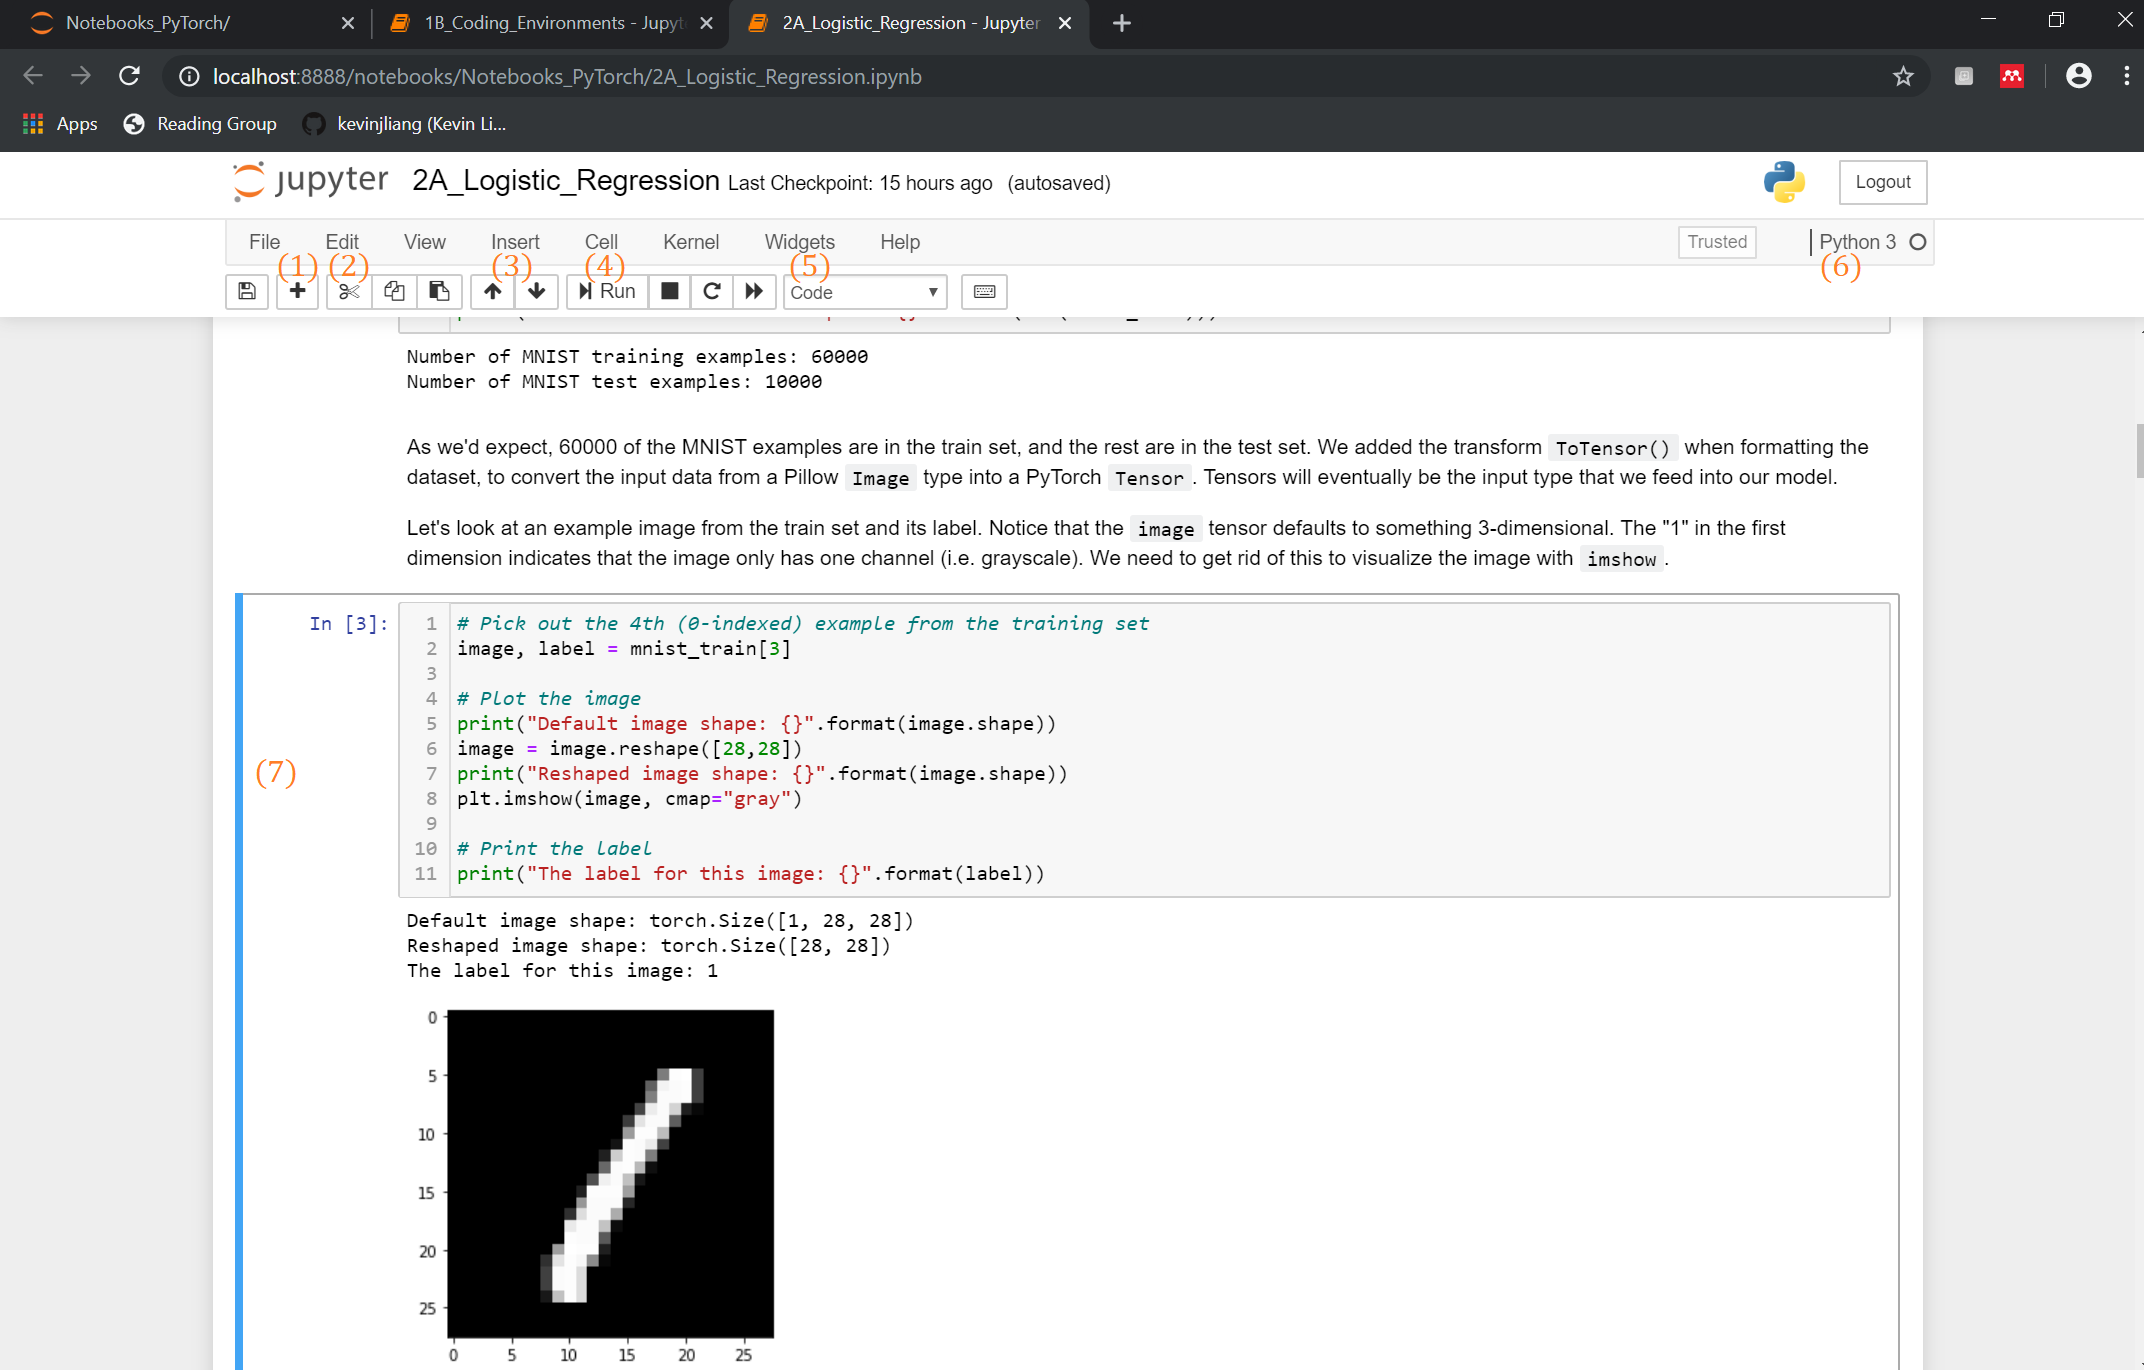 Notebooks_PyTorch/
1B_Coding_Environments - Jupyt
2A_Logistic_Regression - Jupyter
localhost:8888/notebooks/Notebooks_PyTorch/2A_Logistic_Regression.ipynb
Apps Reading Group kevinjliang (Kevin Li...
jupyter 2A_Logistic_Regression Last Checkpoint: 15 hours ago (autosaved) Logout
File Edit View Insert Cell Kernel Widgets Help Trusted Python 3
(1) (2) (3) (4) (5) (6)
Run Code
Number of MNIST training examples: 60000
Number of MNIST test examples: 10000
As we'd expect, 60000 of the MNIST examples are in the train set, and the rest are in the test set. We added the transform ToTensor() when formatting the
dataset, to convert the input data from a Pillow Image type into a PyTorch Tensor . Tensors will eventually be the input type that we feed into our model.
Let's look at an example image from the train set and its label. Notice that the image tensor defaults to something 3-dimensional. The "1" in the first
dimension indicates that the image only has one channel (i.e. grayscale). We need to get rid of this to visualize the image with imshow .
In [3]:
1 # Pick out the 4th (0-indexed) example from the training set
2 image, label = mnist_train[3]
3
4 # Plot the image
5 print("Default image shape: {}".format(image.shape))
6 image = image.reshape([28,28])
(7)
7 print("Reshaped image shape: {}".format(image.shape))
8 plt.imshow(image, cmap="gray")
9
10 # Print the label
11 print("The label for this image: {}".format(label))
Default image shape: torch.Size([1, 28, 28])
Reshaped image shape: torch.Size([28, 28])
The label for this image: 1
0
5
10
15
20
25
0 5 10 15 20 25